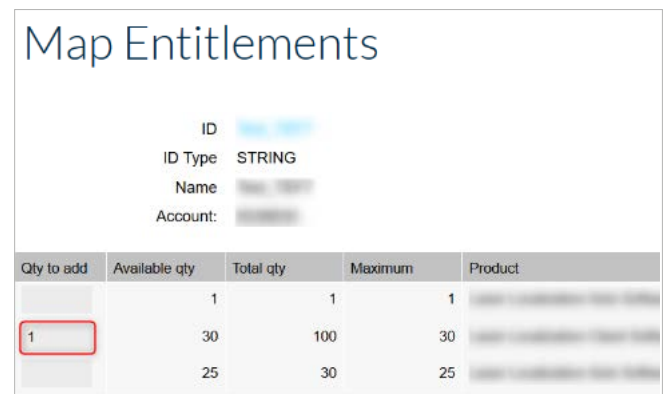 Map Entitlements
ID
ID Type STRING
Name
Account:
Qty to add Available qty Total qty Maximum Product
1 1 1
1 30 100 30
25 30 25